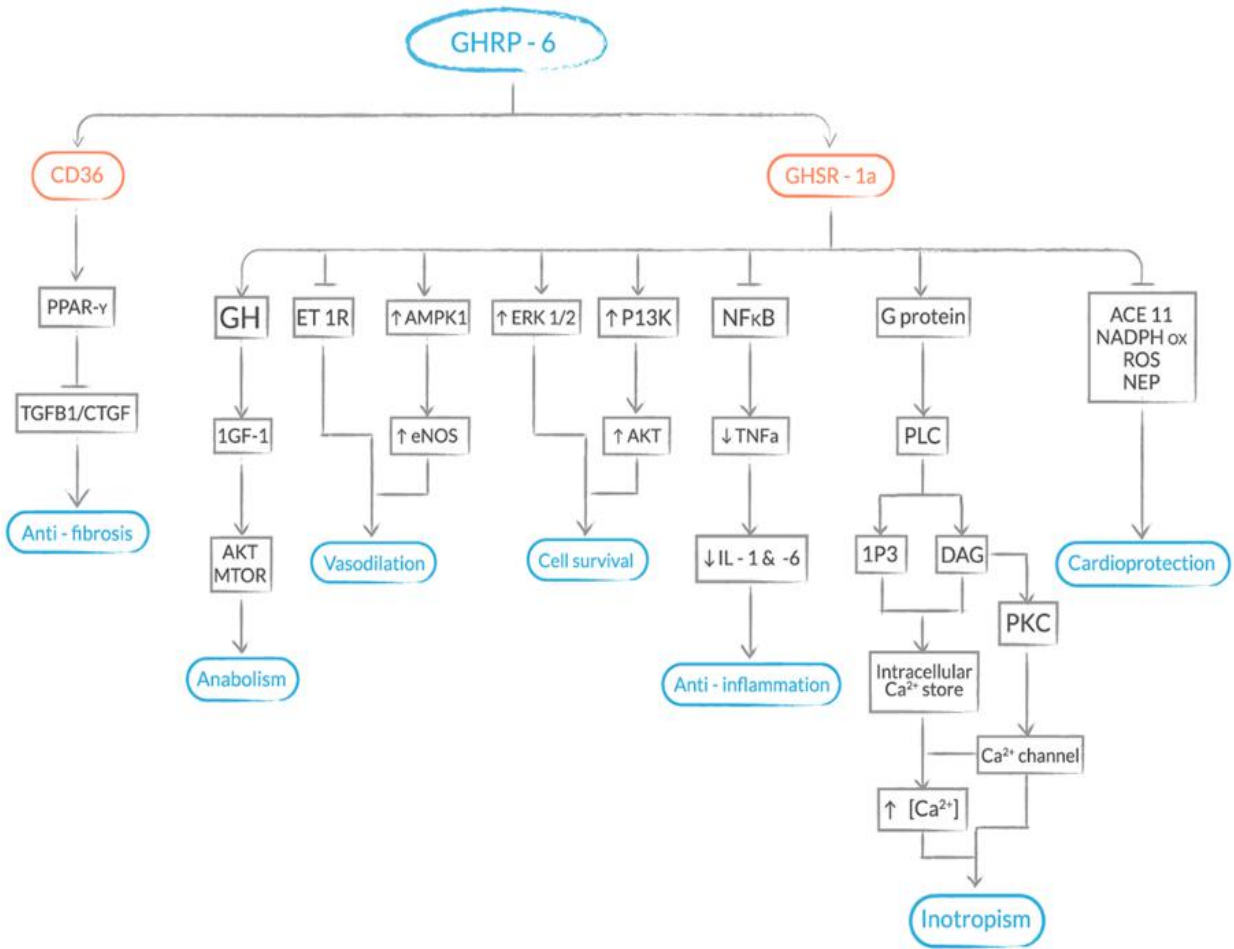 GHRP - 6
CD36
GHSR - 1a
PPAR-γ
TGFB1/CTGF
Anti - fibrosis
GH
1GF-1
AKT
MTOR
Anabolism
ET 1R
↑ AMPK1
↑ eNOS
Vasodilation
↑ ERK 1/2
↑ P13K
↑ AKT
Cell survival
NFκB
↓ TNFa
↓ IL - 1 & -6
Anti - inflammation
G protein
PLC
1P3
DAG
PKC
Intracellular
Ca²⁺ store
Ca²⁺ channel
↑ [Ca²⁺]
Inotropism
ACE 11
NADPH ox
ROS
NEP
Cardioprotection